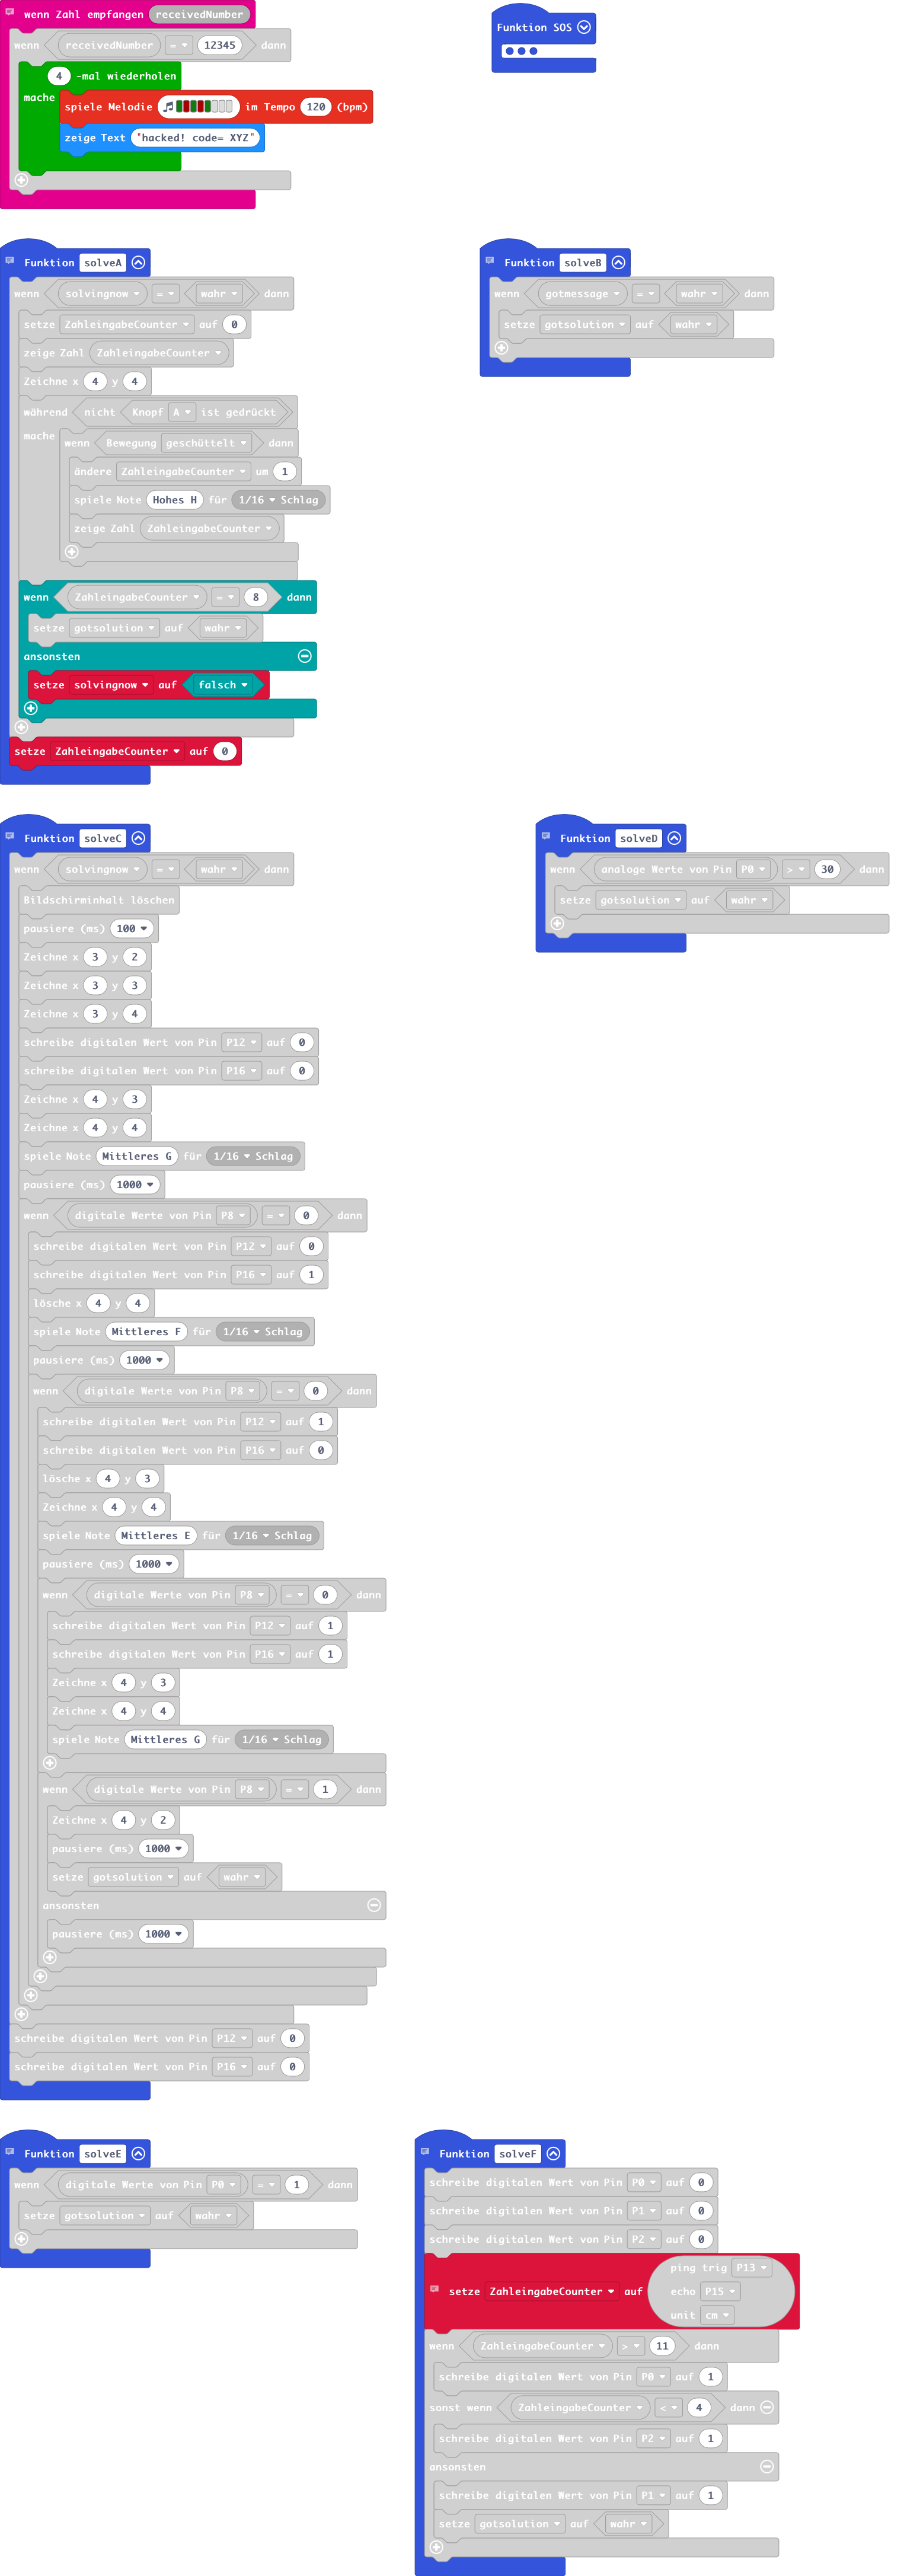 wenn Zahl empfangen receivedNumber
wenn receivedNumber = 12345 dann
4 -mal wiederholen
mache
spiele Melodie im Tempo 120 (bpm)
zeige Text "hacked! code= XYZ"
Funktion SOS
Funktion solveA
wenn solvingnow = wahr dann
setze ZahleingabeCounter auf 0
zeige Zahl ZahleingabeCounter
Zeichne x 4 y 4
während nicht Knopf A ist gedrückt
mache
wenn Bewegung geschüttelt dann
ändere ZahleingabeCounter um 1
spiele Note Hohes H für 1/16 Schlag
zeige Zahl ZahleingabeCounter
wenn ZahleingabeCounter = 8 dann
setze gotsolution auf wahr
ansonsten
setze solvingnow auf falsch
setze ZahleingabeCounter auf 0
Funktion solveB
wenn gotmessage = wahr dann
setze gotsolution auf wahr
Funktion solveC
wenn solvingnow = wahr dann
Bildschirminhalt löschen
pausiere (ms) 100
Zeichne x 3 y 2
Zeichne x 3 y 3
Zeichne x 3 y 4
schreibe digitalen Wert von Pin P12 auf 0
schreibe digitalen Wert von Pin P16 auf 0
Zeichne x 4 y 3
Zeichne x 4 y 4
spiele Note Mittleres G für 1/16 Schlag
pausiere (ms) 1000
wenn digitale Werte von Pin P8 = 0 dann
schreibe digitalen Wert von Pin P12 auf 0
schreibe digitalen Wert von Pin P16 auf 1
lösche x 4 y 4
spiele Note Mittleres F für 1/16 Schlag
pausiere (ms) 1000
wenn digitale Werte von Pin P8 = 0 dann
schreibe digitalen Wert von Pin P12 auf 1
schreibe digitalen Wert von Pin P16 auf 0
lösche x 4 y 3
Zeichne x 4 y 4
spiele Note Mittleres E für 1/16 Schlag
pausiere (ms) 1000
wenn digitale Werte von Pin P8 = 0 dann
schreibe digitalen Wert von Pin P12 auf 1
schreibe digitalen Wert von Pin P16 auf 1
Zeichne x 4 y 3
Zeichne x 4 y 4
spiele Note Mittleres G für 1/16 Schlag
wenn digitale Werte von Pin P8 = 1 dann
Zeichne x 4 y 2
pausiere (ms) 1000
setze gotsolution auf wahr
ansonsten
pausiere (ms) 1000
schreibe digitalen Wert von Pin P12 auf 0
schreibe digitalen Wert von Pin P16 auf 0
Funktion solveD
wenn analoge Werte von Pin P0 > 30 dann
setze gotsolution auf wahr
Funktion solveE
wenn digitale Werte von Pin P0 = 1 dann
setze gotsolution auf wahr
Funktion solveF
schreibe digitalen Wert von Pin P0 auf 0
schreibe digitalen Wert von Pin P1 auf 0
schreibe digitalen Wert von Pin P2 auf 0
setze ZahleingabeCounter auf
ping trig P13
echo P15
unit cm
wenn ZahleingabeCounter > 11 dann
schreibe digitalen Wert von Pin P0 auf 1
sonst wenn ZahleingabeCounter < 4 dann
schreibe digitalen Wert von Pin P2 auf 1
ansonsten
schreibe digitalen Wert von Pin P1 auf 1
setze gotsolution auf wahr